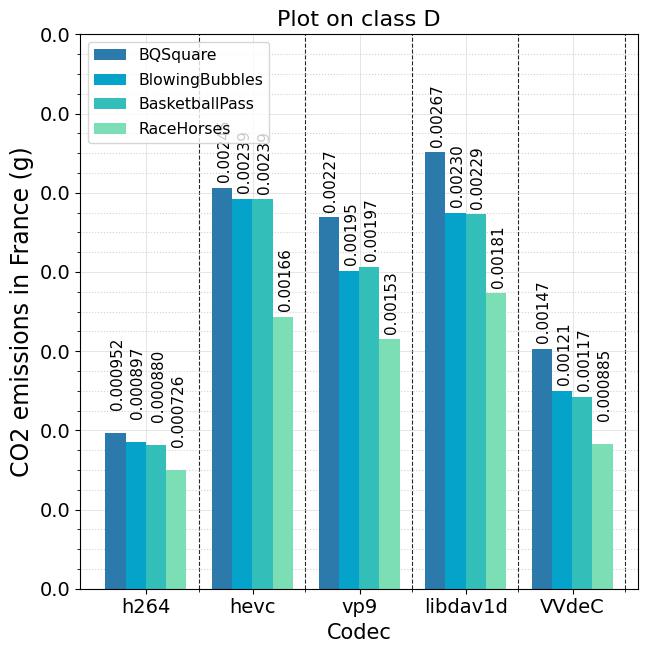 Plot on class D
CO2 emissions in France (g)
0.0
0.0
0.0
0.0
0.0
0.0
0.0
0.0
BQSquare
BlowingBubbles
BasketballPass
RaceHorses
0.000952
0.000897
0.000880
0.000726
0.00239
0.00239
0.00166
0.00227
0.00195
0.00197
0.00153
0.00267
0.00230
0.00229
0.00181
0.00147
0.00121
0.00117
0.000885
h264
hevc
vp9
libdav1d
VVdeC
Codec